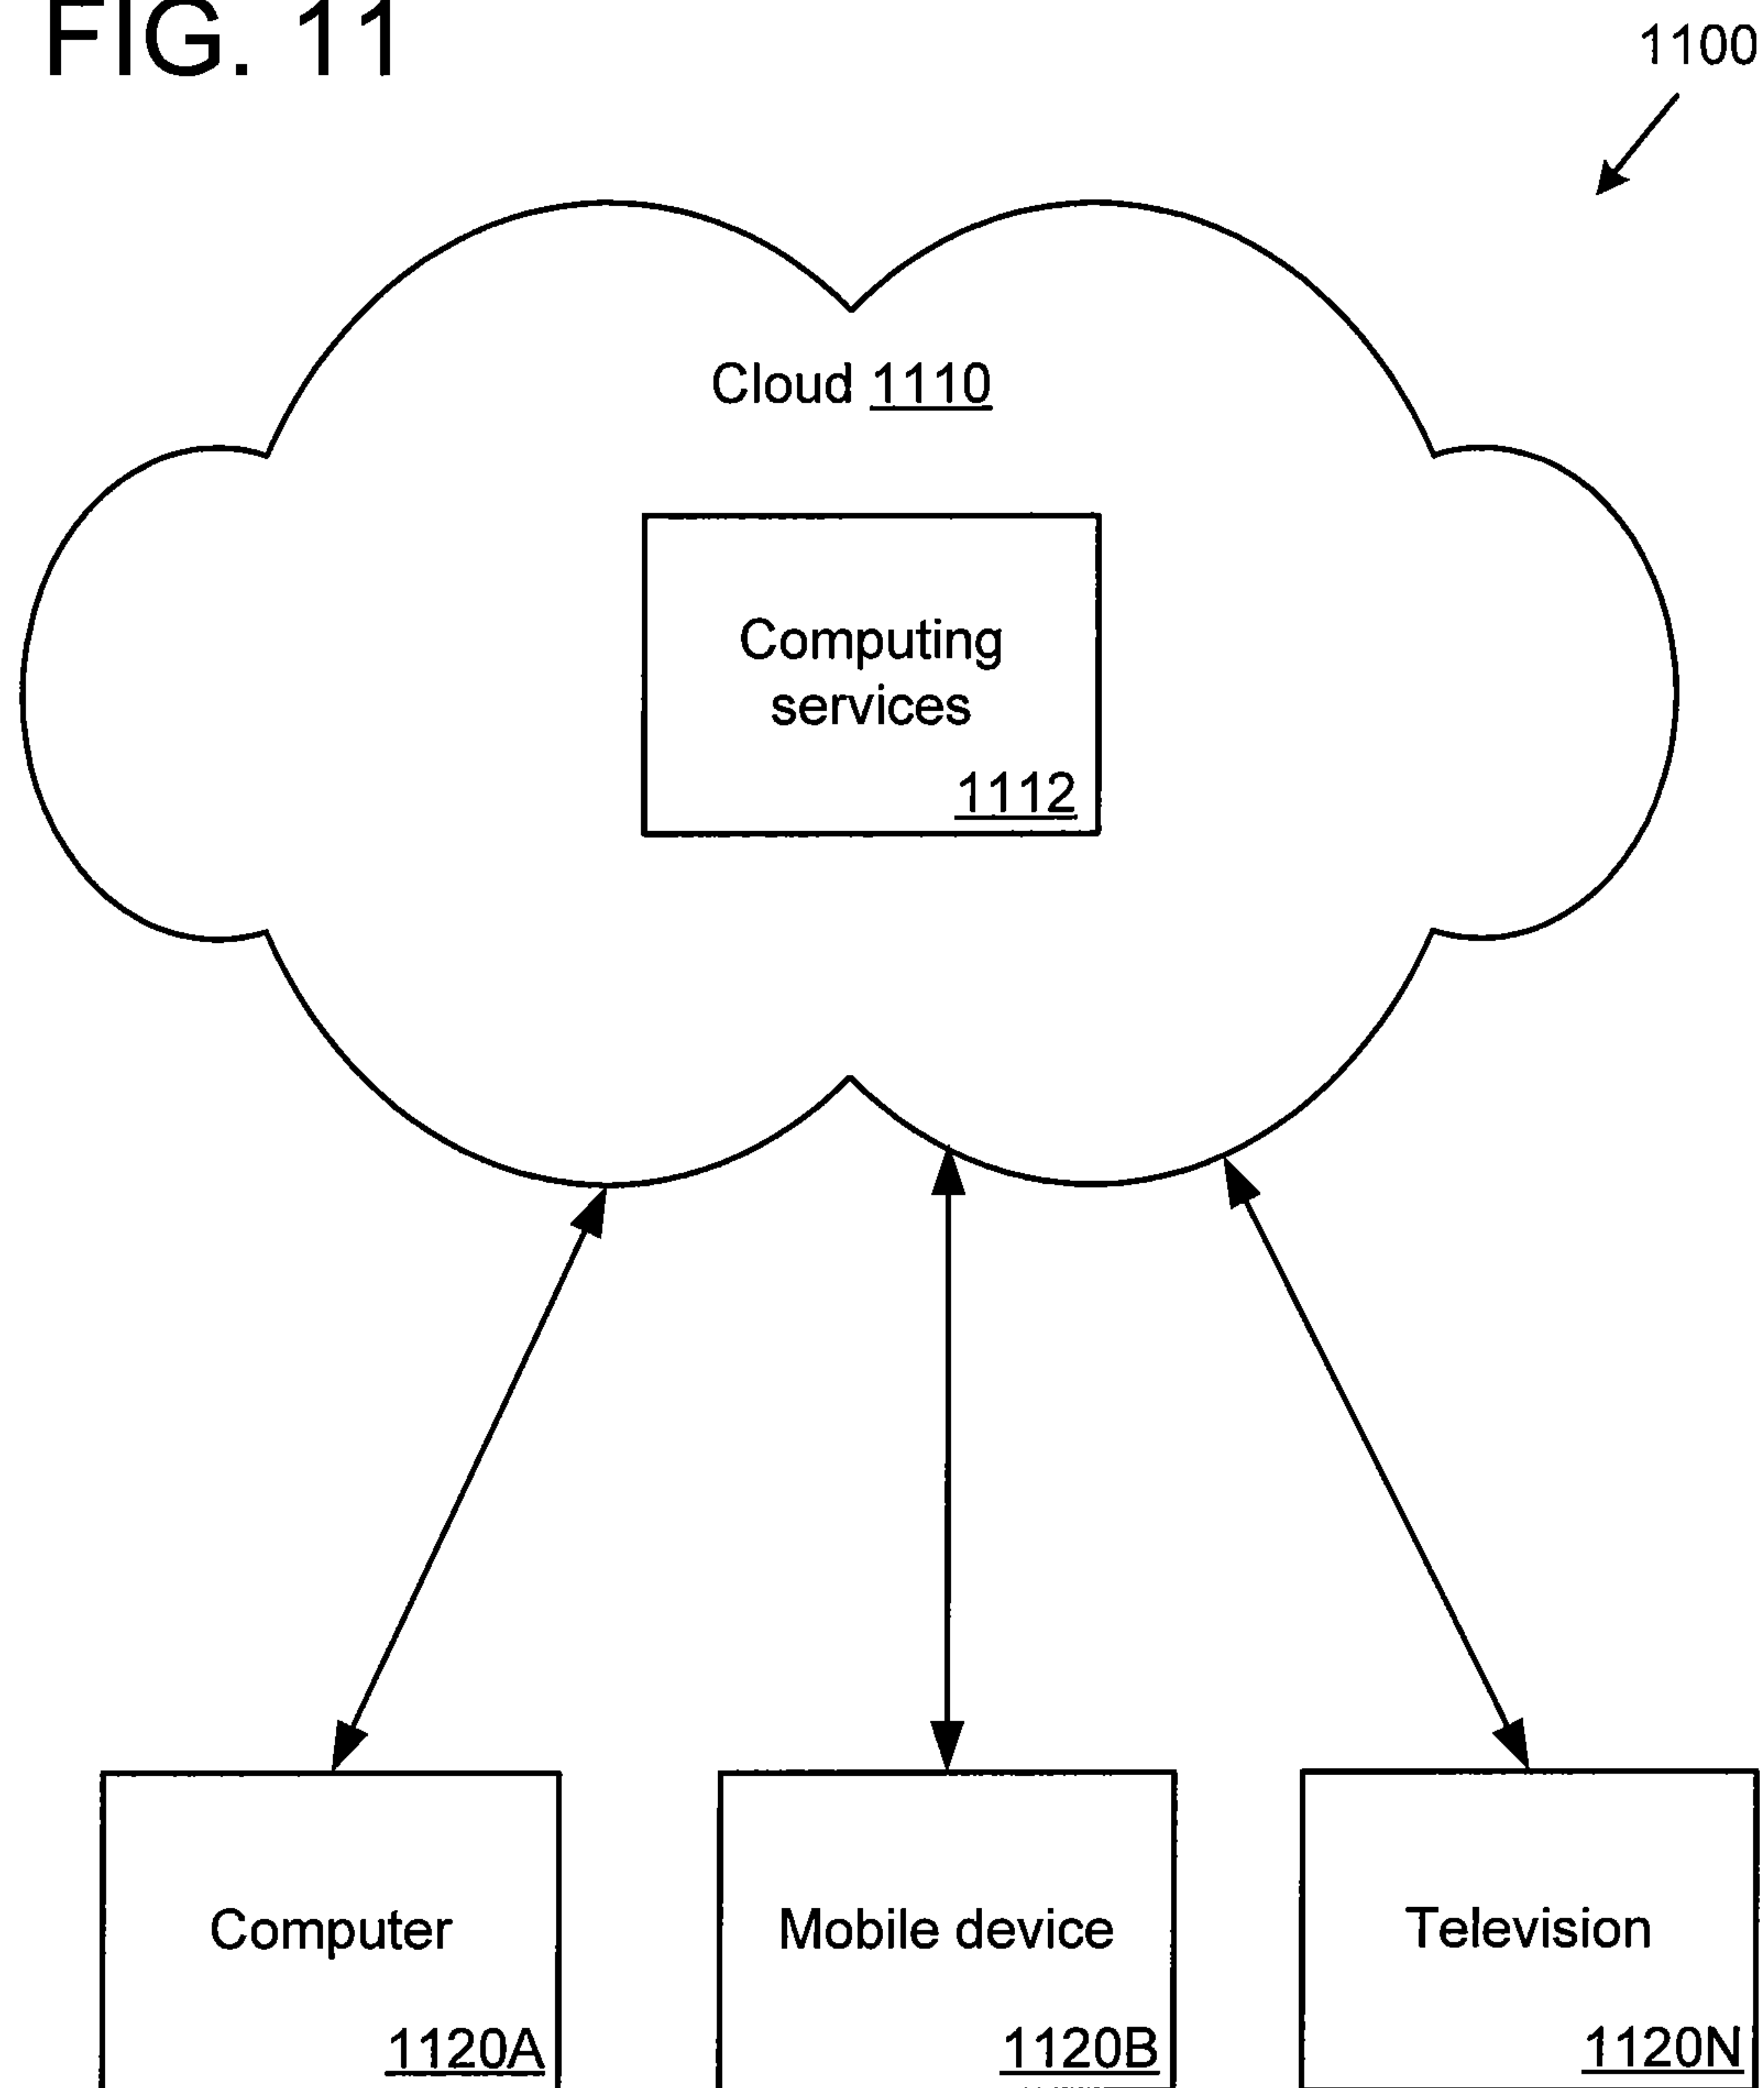 FIG. 11
1100
Cloud 1110
Computing
services
1112
Computer
Mobile device
Television
1120A
1120B
1120N